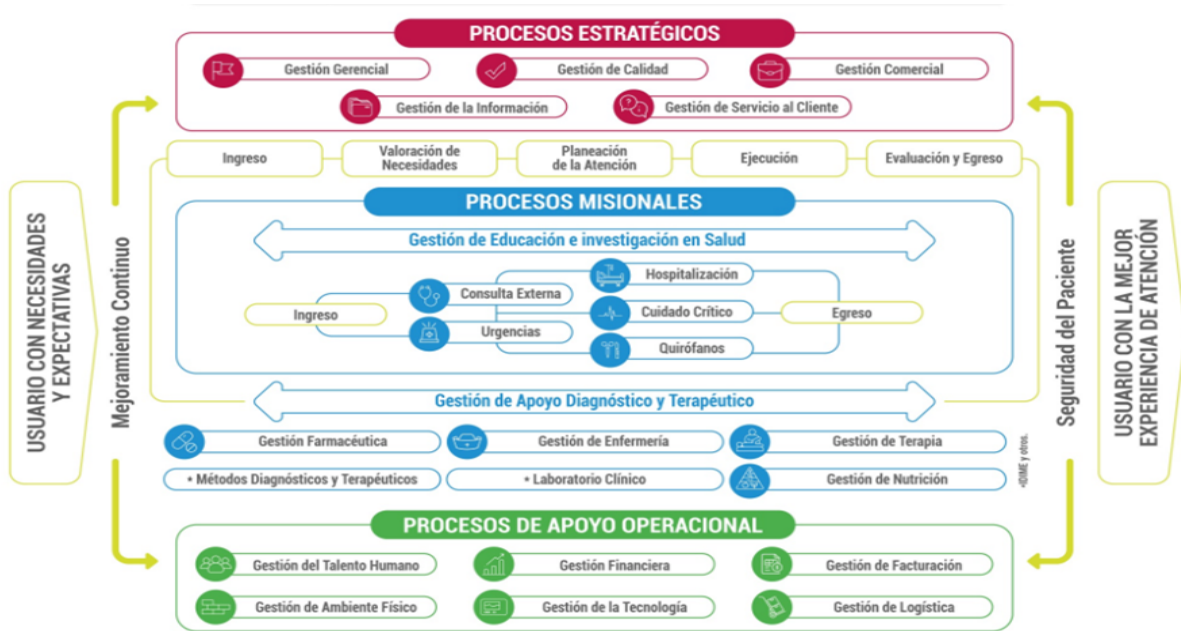 PROCESOS ESTRATÉGICOS
Gestión Gerencial
Gestión de Calidad
Gestión Comercial
Gestión de la Información
Gestión de Servicio al Cliente
Ingreso
Valoración de
Necesidades
Planeación
de la Atención
Ejecución
Evaluación y Egreso
USUARIO CON NECESIDADES
Y EXPECTATIVAS
Mejoramiento Continuo
PROCESOS MISIONALES
Gestión de Educación e investigación en Salud
Ingreso
Consulta Externa
Urgencias
Hospitalización
Cuidado Crítico
Quirófanos
Egreso
Gestión de Apoyo Diagnóstico y Terapéutico
Gestión Farmacéutica
Gestión de Enfermería
Gestión de Terapia
* Métodos Diagnósticos y Terapéuticos
* Laboratorio Clínico
Gestión de Nutrición
*IDIME y otros.
Seguridad del Paciente
USUARIO CON LA MEJOR
EXPERIENCIA DE ATENCIÓN
PROCESOS DE APOYO OPERACIONAL
Gestión del Talento Humano
Gestión Financiera
Gestión de Facturación
Gestión de Ambiente Físico
Gestión de la Tecnología
Gestión de Logística